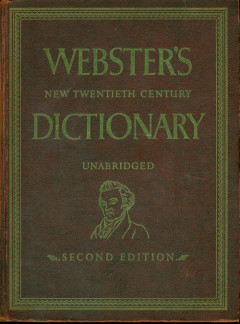 WEBSTER'S
NEW TWENTIETH CENTURY
DICTIONARY
UNABRIDGED
SECOND EDITION